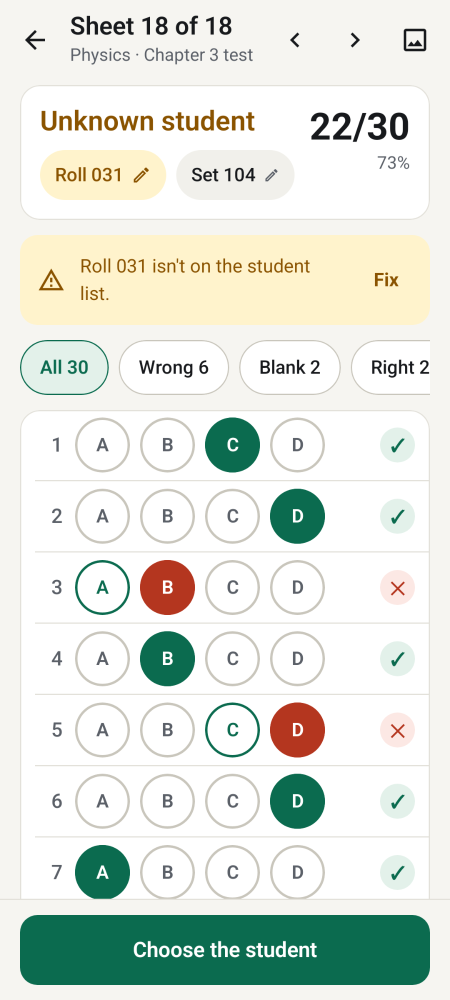 Sheet 18 of 18
Physics · Chapter 3 test
Unknown student
22/30
Roll 031
Set 104
73%
Roll 031 isn't on the student
list.
Fix
All 30
Wrong 6
Blank 2
Right 2
1 A B C D ✓
2 A B C D ✓
3 A B C D ×
4 A B C D ✓
5 A B C D ×
6 A B C D ✓
7 A B C D ✓
Choose the student